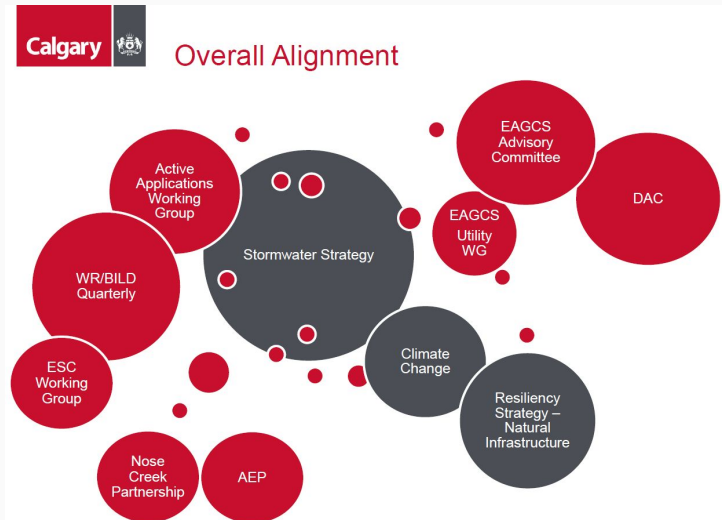 Calgary
Overall Alignment
EAGCS
Advisory
Committee
Active
Applications
Working
Group
DAC
EAGCS
Utility
WG
Stormwater Strategy
WR/BILD
Quarterly
Climate
Change
ESC
Working
Group
Resiliency
Strategy –
Natural
Infrastructure
Nose
Creek
Partnership
AEP